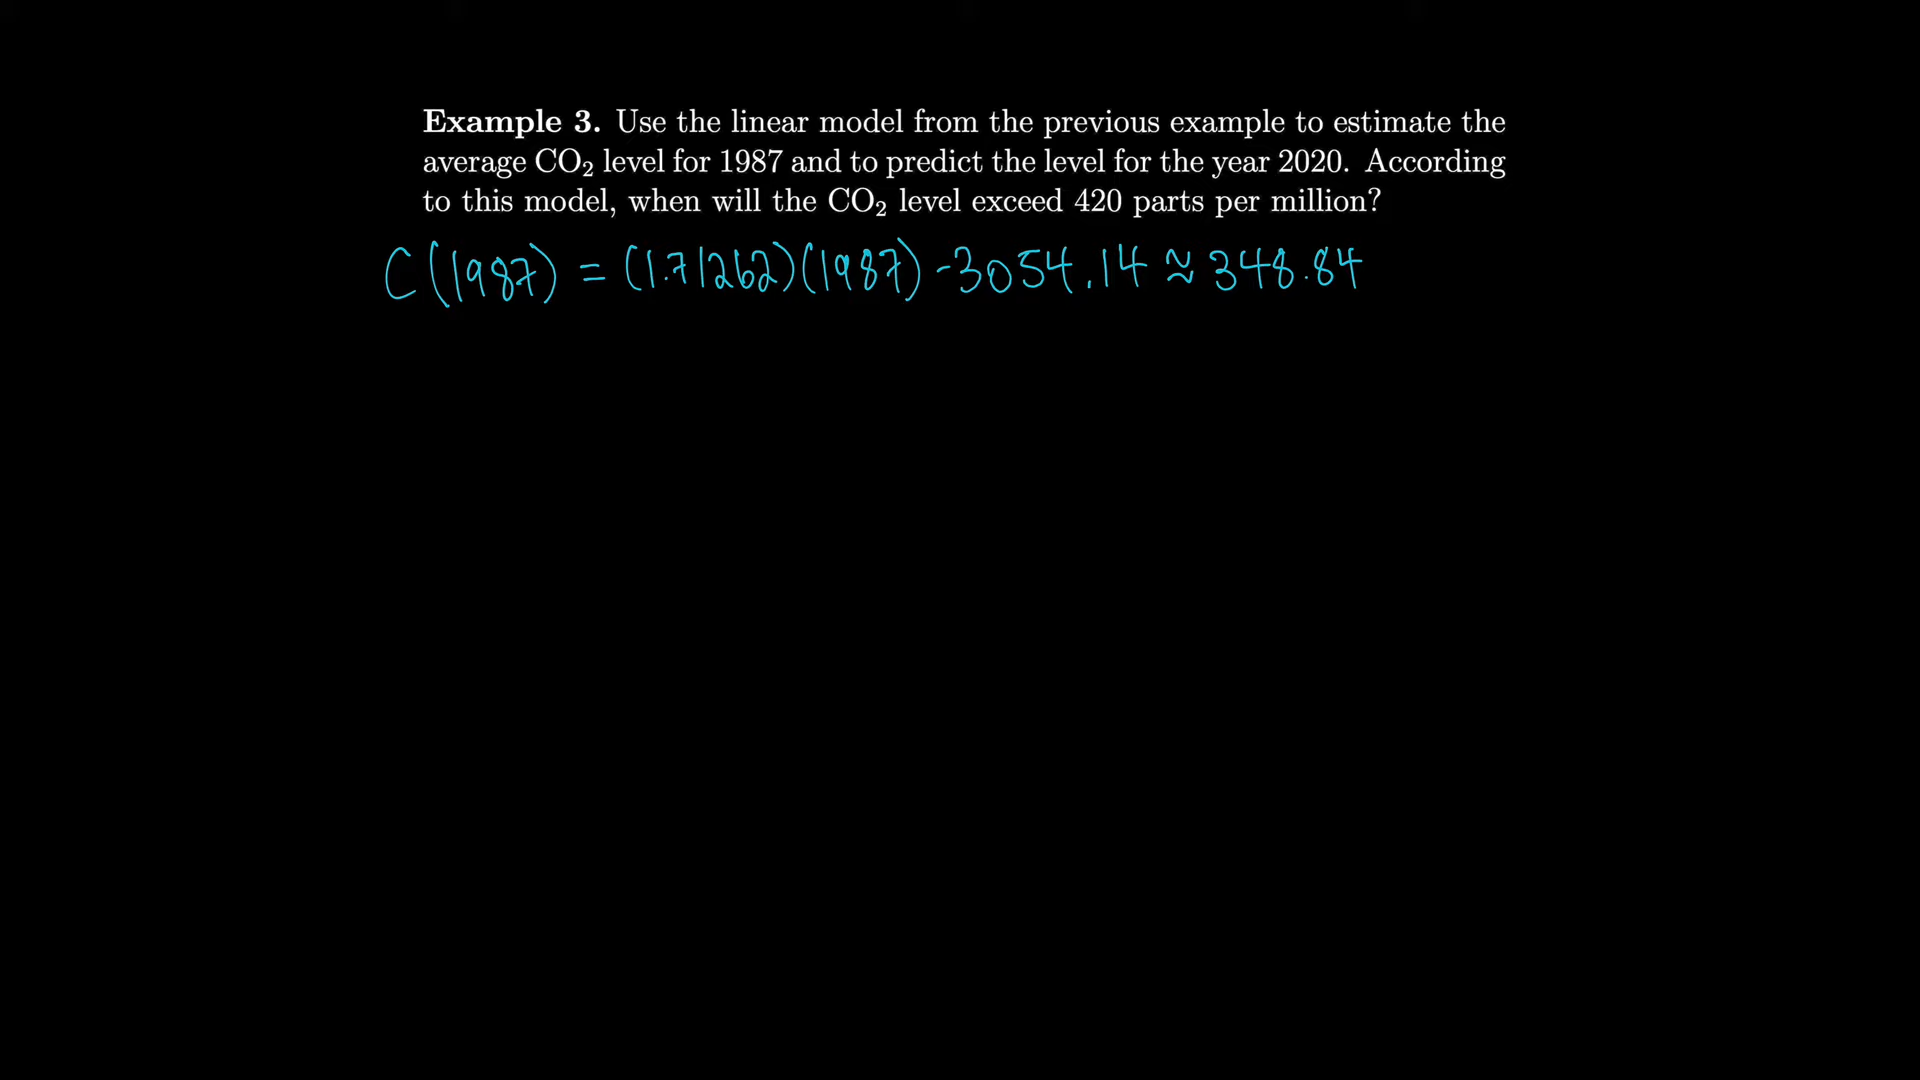 Example 3. Use the linear model from the previous example to estimate the
average CO₂ level for 1987 and to predict the level for the year 2020. According
to this model, when will the CO₂ level exceed 420 parts per million?
C(1987) = (1.71262)(1987) - 3054.14 ≈ 348.84